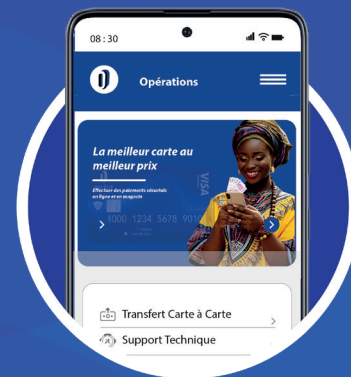 08 : 30
Opérations
La meilleur carte au
meilleur prix
Effectuer des paiements sécurisés
en ligne et en magasin
VISA
4000 1234 5678 9010
Transfert Carte à Carte
Support Technique